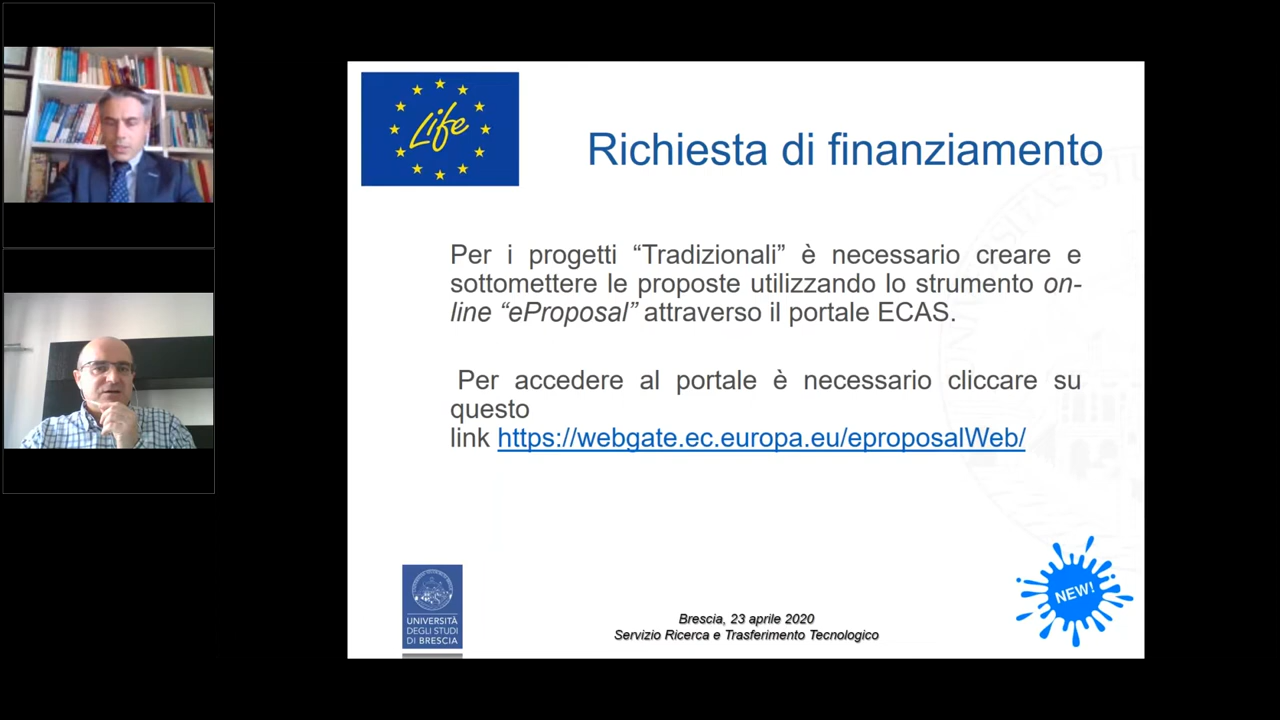 Life
Richiesta di finanziamento
Per i progetti “Tradizionali” è necessario creare e
sottomettere le proposte utilizzando lo strumento on-
line “eProposal” attraverso il portale ECAS.
Per accedere al portale è necessario cliccare su
questo
link https://webgate.ec.europa.eu/eproposalWeb/
UNIVERSITÀ
DEGLI STUDI
DI BRESCIA
Brescia, 23 aprile 2020
Servizio Ricerca e Trasferimento Tecnologico
NEW!